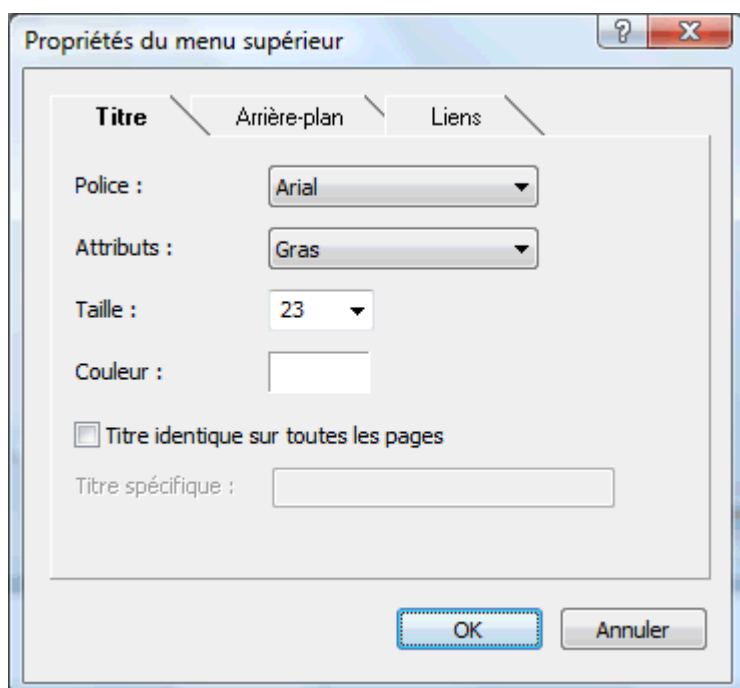 Propriétés du menu supérieur
Titre Arrière-plan Liens
Police : Arial
Attributs : Gras
Taille : 23
Couleur :
Titre identique sur toutes les pages
Titre spécifique :
OK Annuler